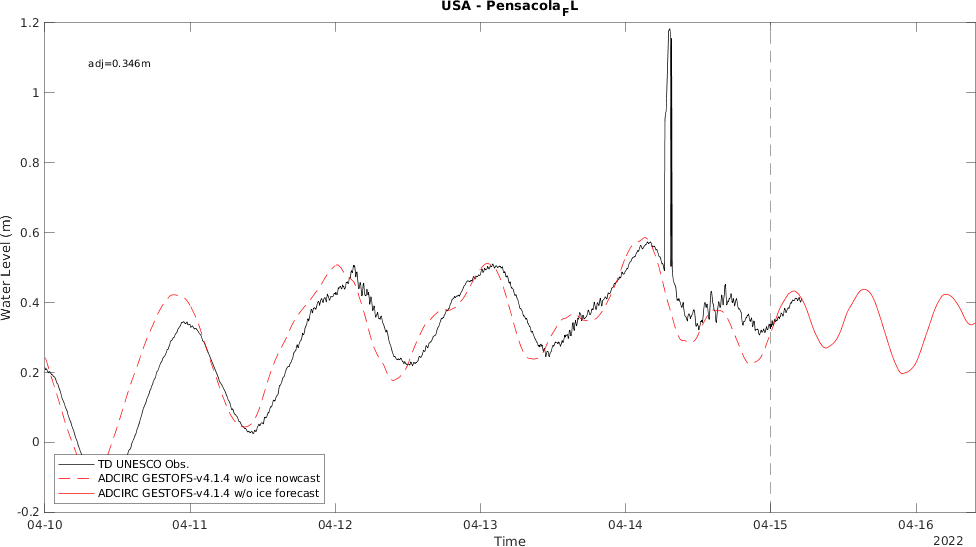 USA - Pensacola_FL
adj=0.346m
1.2
1
0.8
0.6
0.4
0.2
0
-0.2
Water Level (m)
TD UNESCO Obs.
ADCIRC GESTOFS-v4.1.4 w/o ice nowcast
ADCIRC GESTOFS-v4.1.4 w/o ice forecast
04-10 04-11 04-12 04-13 04-14 04-15 04-16
Time
2022